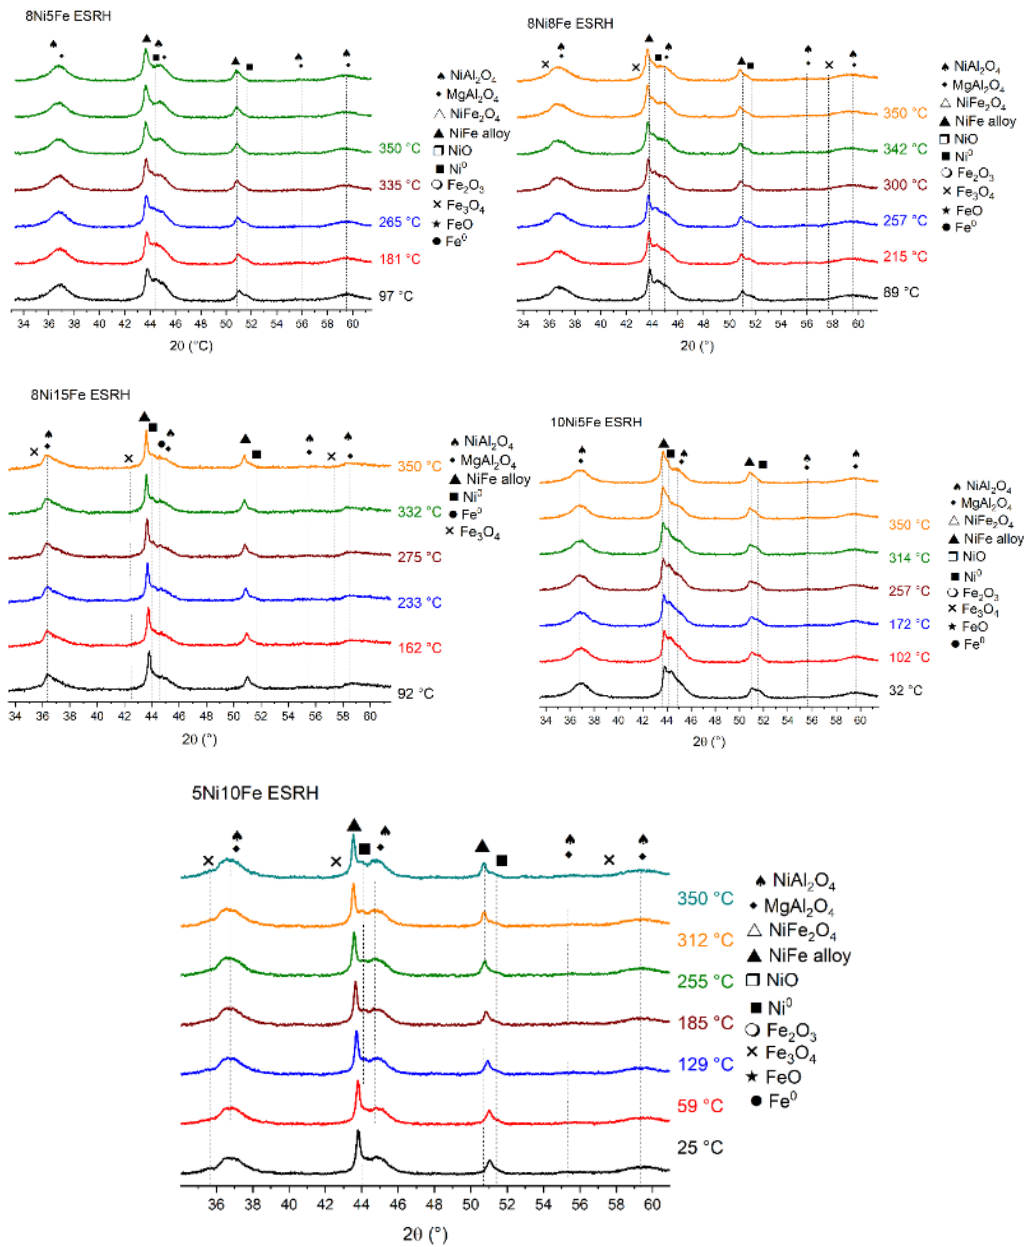 8Ni5Fe ESRH
♠ NiAl₂O₄
♦ MgAl₂O₄
△ NiFe₂O₄
▲ NiFe alloy
❒ NiO
■ Ni⁰
❍ Fe₂O₃
✕ Fe₃O₄
★ FeO
● Fe⁰
350 °C
335 °C
265 °C
181 °C
97 °C
34 36 38 40 42 44 46 48 50 52 54 56 58 60
2θ (°C)
8Ni8Fe ESRH
♠ NiAl₂O₄
♦ MgAl₂O₄
△ NiFe₂O₄
▲ NiFe alloy
❒ NiO
■ Ni⁰
❍ Fe₂O₃
✕ Fe₃O₄
★ FeO
● Fe⁰
350 °C
342 °C
300 °C
257 °C
215 °C
89 °C
34 36 38 40 42 44 46 48 50 52 54 56 58 60
2θ (°)
8Ni15Fe ESRH
♠ NiAl₂O₄
♦ MgAl₂O₄
▲ NiFe alloy
■ Ni⁰
● Fe⁰
✕ Fe₃O₄
350 °C
332 °C
275 °C
233 °C
162 °C
92 °C
34 36 38 40 42 44 46 48 50 52 54 56 58 60
2θ (°)
10Ni5Fe ESRH
♠ NiAl₂O₄
♦ MgAl₂O₄
△ NiFe₂O₄
▲ NiFe alloy
❒ NiO
■ Ni⁰
❍ Fe₂O₃
✕ Fe₃O₄
★ FeO
● Fe⁰
350 °C
314 °C
257 °C
172 °C
102 °C
32 °C
34 36 38 40 42 44 46 48 50 52 54 56 58 60
2θ (°)
5Ni10Fe ESRH
♠ NiAl₂O₄
♦ MgAl₂O₄
△ NiFe₂O₄
▲ NiFe alloy
❒ NiO
■ Ni⁰
❍ Fe₂O₃
✕ Fe₃O₄
★ FeO
● Fe⁰
350 °C
312 °C
255 °C
185 °C
129 °C
59 °C
25 °C
36 38 40 42 44 46 48 50 52 54 56 58 60
2θ (°)